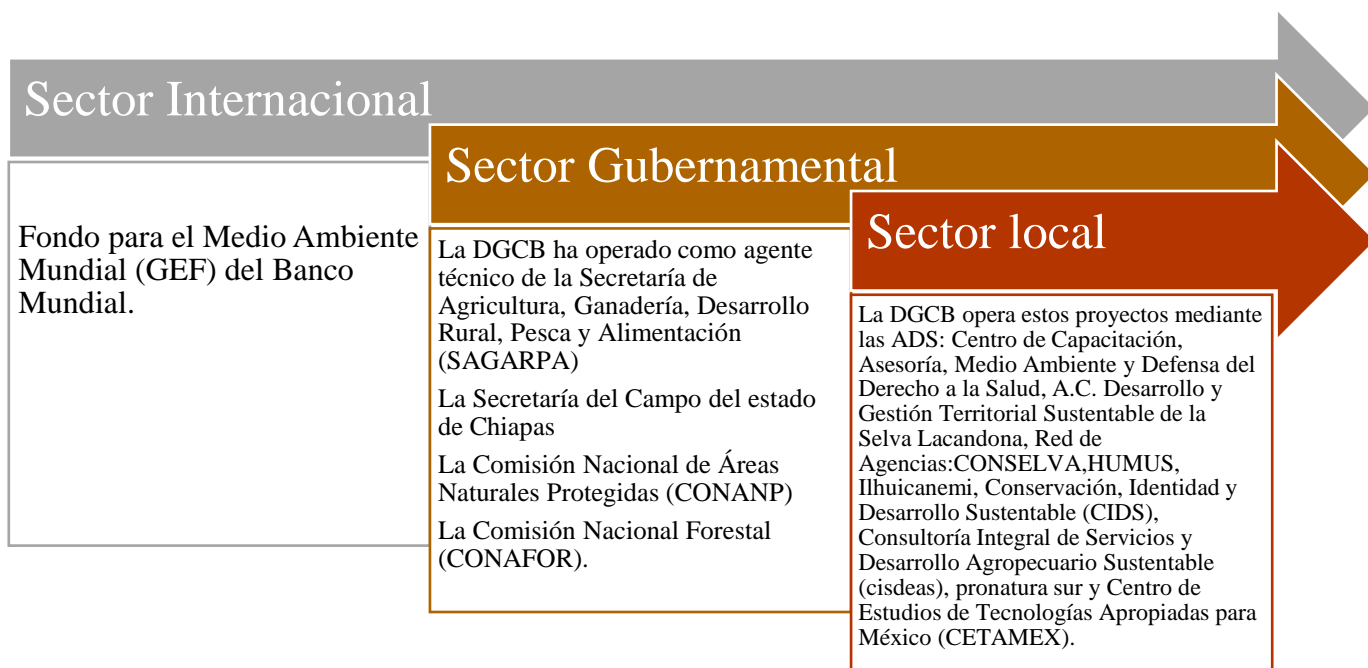 Sector Internacional
Fondo para el Medio Ambiente
Mundial (GEF) del Banco
Mundial.
Sector Gubernamental
La DGCB ha operado como agente
técnico de la Secretaría de
Agricultura, Ganadería, Desarrollo
Rural, Pesca y Alimentación
(SAGARPA)
La Secretaría del Campo del estado
de Chiapas
La Comisión Nacional de Áreas
Naturales Protegidas (CONANP)
La Comisión Nacional Forestal
(CONAFOR).
Sector local
La DGCB opera estos proyectos mediante
las ADS: Centro de Capacitación,
Asesoría, Medio Ambiente y Defensa del
Derecho a la Salud, A.C. Desarrollo y
Gestión Territorial Sustentable de la
Selva Lacandona, Red de
Agencias:CONSELVA,HUMUS,
Ilhuicanemi, Conservación, Identidad y
Desarrollo Sustentable (CIDS),
Consultoría Integral de Servicios y
Desarrollo Agropecuario Sustentable
(cisdeas), pronatura sur y Centro de
Estudios de Tecnologías Apropiadas para
México (CETAMEX).